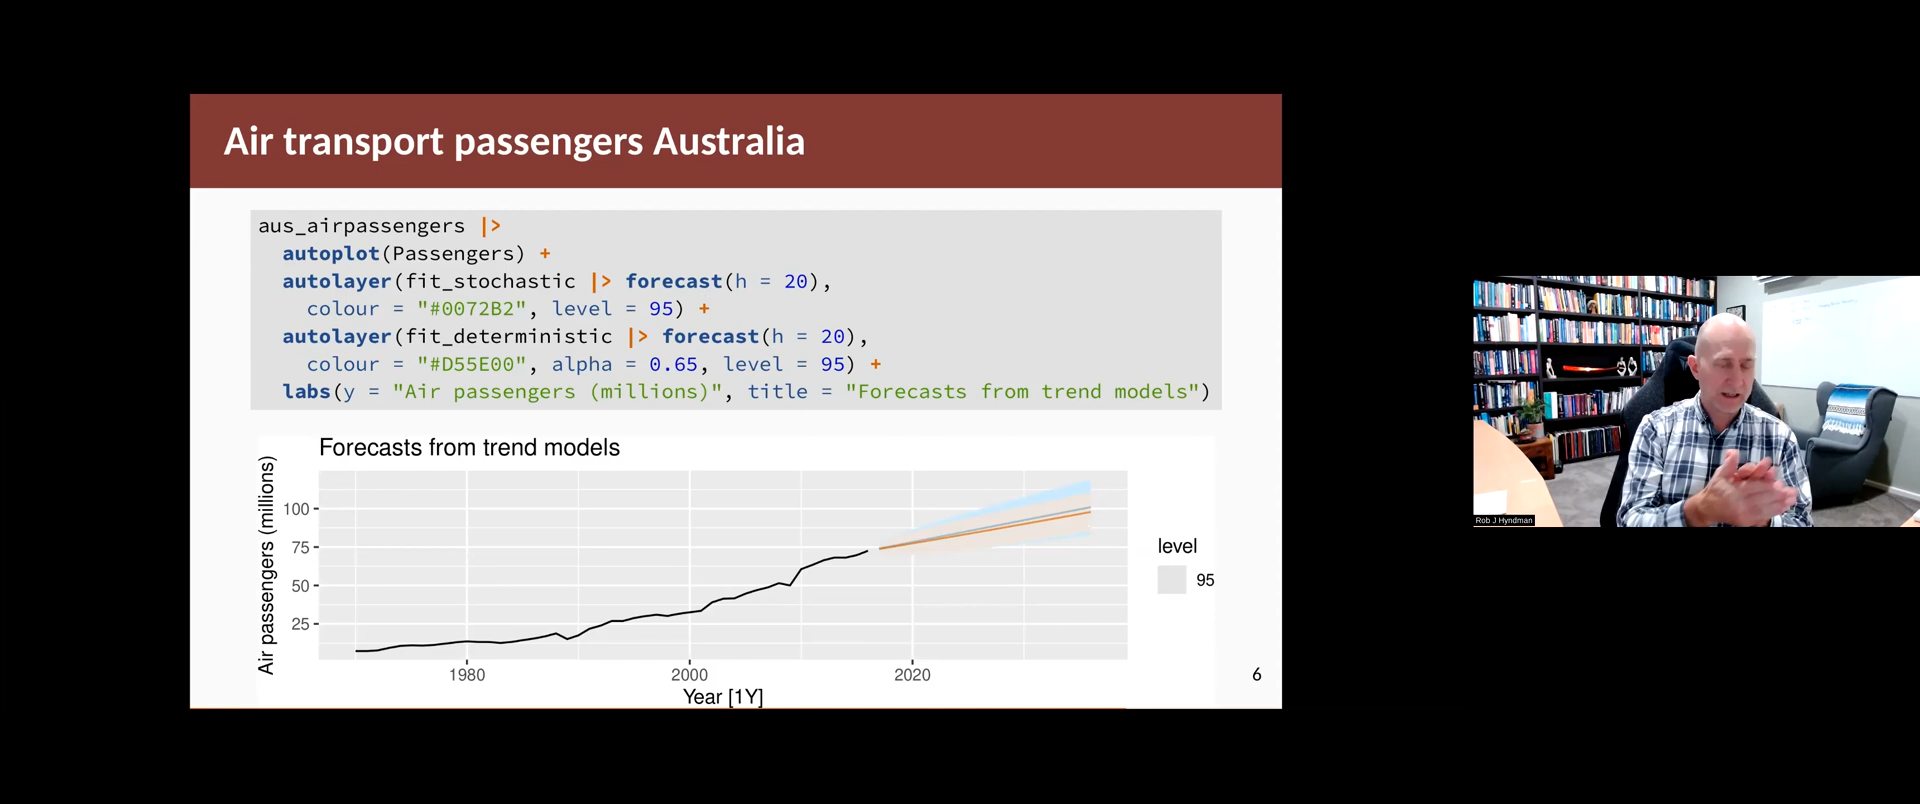 Air transport passengers Australia
aus_airpassengers |>
autoplot(Passengers) +
autolayer(fit_stochastic |> forecast(h = 20),
colour = "#0072B2", level = 95) +
autolayer(fit_deterministic |> forecast(h = 20),
colour = "#D55E00", alpha = 0.65, level = 95) +
labs(y = "Air passengers (millions)", title = "Forecasts from trend models")
Forecasts from trend models
Air passengers (millions)
100
75
50
25
1980
2000
2020
Year [1Y]
level
95
6
Rob J Hyndman